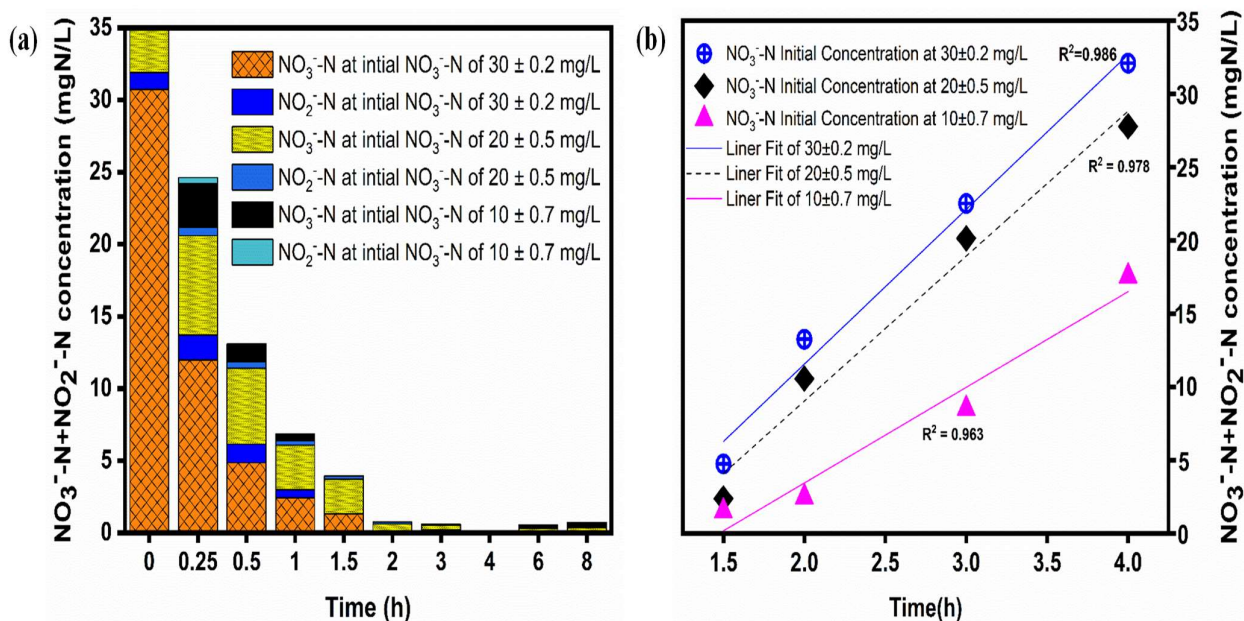 (a)
NO₃⁻-N+NO₂⁻-N concentration (mgN/L)
35
30
25
20
15
10
5
0
NO₃⁻-N at intial NO₃⁻-N of 30 ± 0.2 mg/L
NO₂⁻-N at intial NO₃⁻-N of 30 ± 0.2 mg/L
NO₃⁻-N at intial NO₃⁻-N of 20 ± 0.5 mg/L
NO₂⁻-N at intial NO₃⁻-N of 20 ± 0.5 mg/L
NO₃⁻-N at intial NO₃⁻-N of 10 ± 0.7 mg/L
NO₂⁻-N at intial NO₃⁻-N of 10 ± 0.7 mg/L
0 0.25 0.5 1 1.5 2 3 4 6 8
Time (h)
(b)
NO₃⁻-N Initial Concentration at 30±0.2 mg/L
NO₃⁻-N Initial Concentration at 20±0.5 mg/L
NO₃⁻-N Initial Concentration at 10±0.7 mg/L
Liner Fit of 30±0.2 mg/L
Liner Fit of 20±0.5 mg/L
Liner Fit of 10±0.7 mg/L
R²=0.986
R² = 0.978
R² = 0.963
35
30
25
20
15
10
5
0
NO₃⁻-N+NO₂⁻-N concentration (mgN/L)
1.5 2.0 2.5 3.0 3.5 4.0
Time(h)